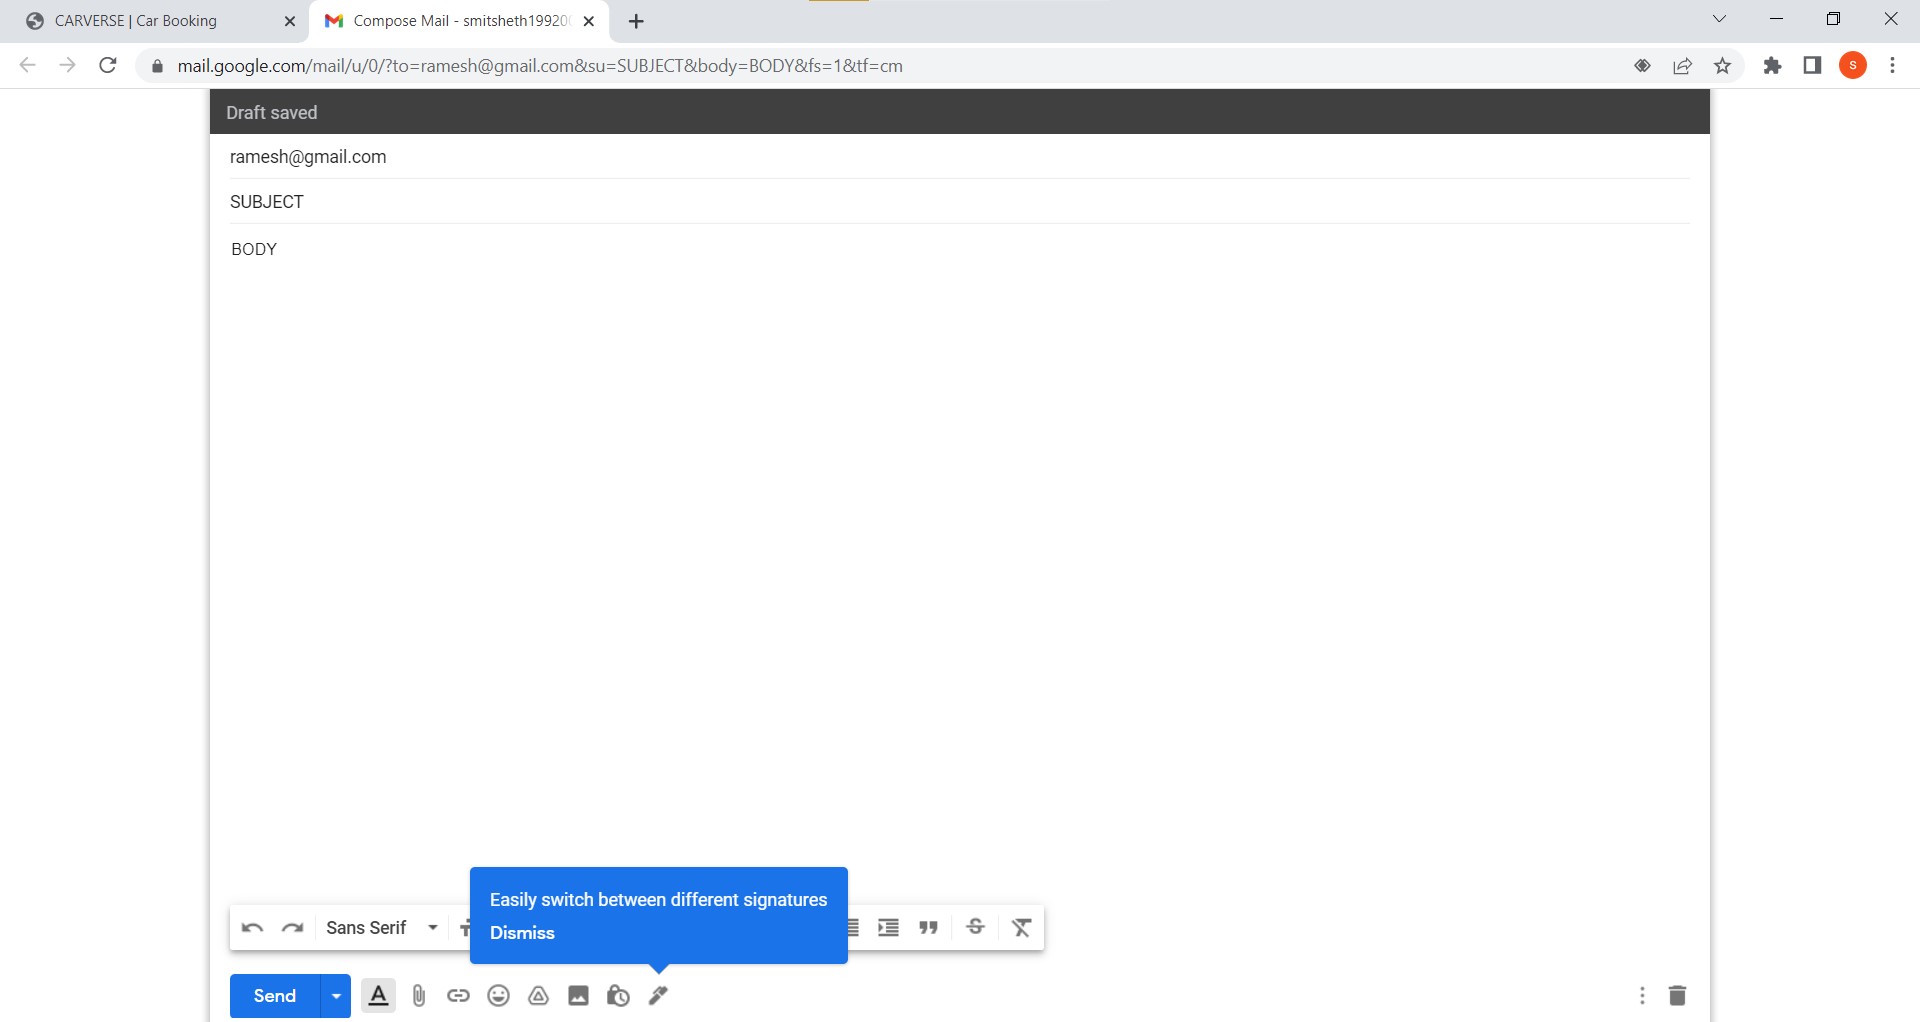 CARVERSE | Car Booking
Compose Mail - smitsheth19920
mail.google.com/mail/u/0/?to=ramesh@gmail.com&su=SUBJECT&body=BODY&fs=1&tf=cm
S
Draft saved
ramesh@gmail.com
SUBJECT
BODY
Easily switch between different signatures
Dismiss
Sans Serif
Send